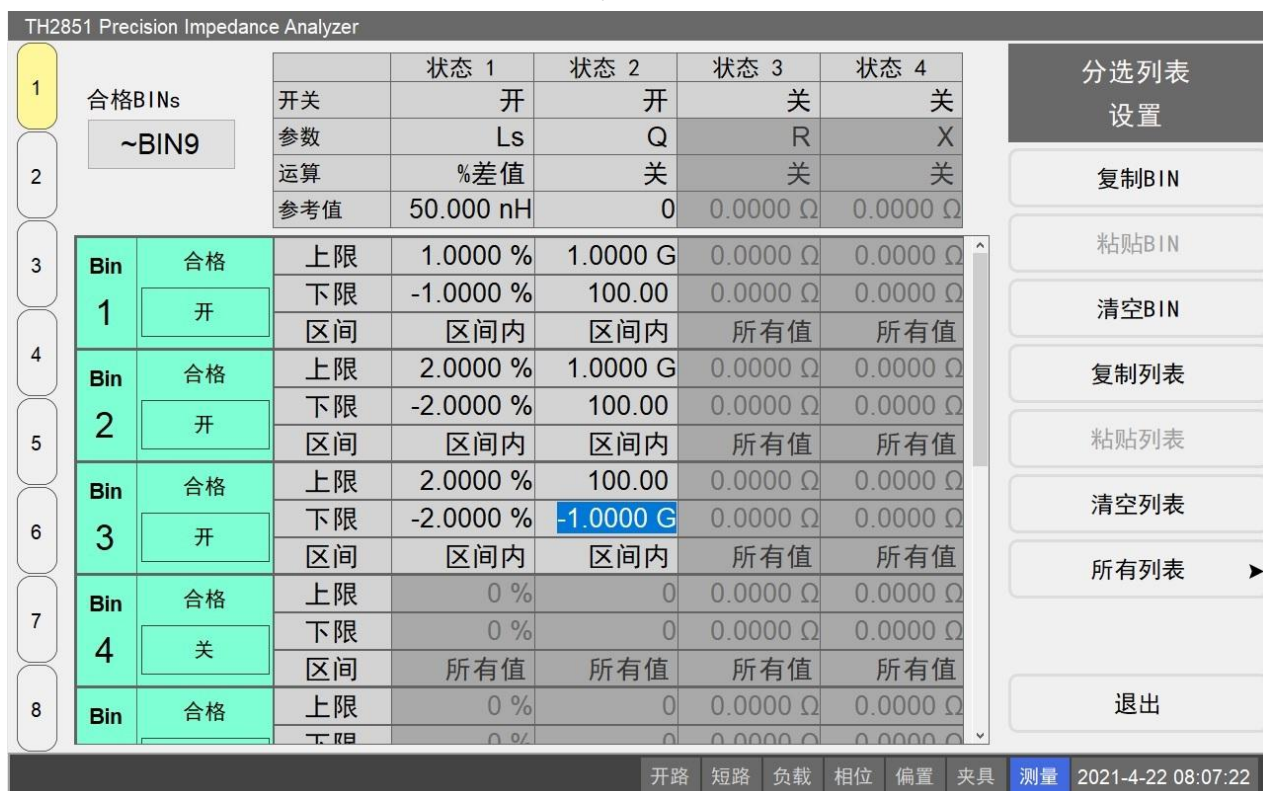 TH2851 Precision Impedance Analyzer
1
2
3
4
5
6
7
8
合格BINs
~BIN9
状态 1 状态 2 状态 3 状态 4
开关 开 开 关 关
参数 Ls Q R X
运算 %差值 关 关 关
参考值 50.000 nH 0 0.0000 Ω 0.0000 Ω
Bin 1 合格 开
上限 1.0000 % 1.0000 G 0.0000 Ω 0.0000 Ω
下限 -1.0000 % 100.00 0.0000 Ω 0.0000 Ω
区间 区间内 区间内 所有值 所有值
Bin 2 合格 开
上限 2.0000 % 1.0000 G 0.0000 Ω 0.0000 Ω
下限 -2.0000 % 100.00 0.0000 Ω 0.0000 Ω
区间 区间内 区间内 所有值 所有值
Bin 3 合格 开
上限 2.0000 % 100.00 0.0000 Ω 0.0000 Ω
下限 -2.0000 % -1.0000 G 0.0000 Ω 0.0000 Ω
区间 区间内 区间内 所有值 所有值
Bin 4 合格 关
上限 0 % 0 0.0000 Ω 0.0000 Ω
下限 0 % 0 0.0000 Ω 0.0000 Ω
区间 所有值 所有值 所有值 所有值
Bin 合格
上限 0 % 0 0.0000 Ω 0.0000 Ω
下限 0 % 0 0.0000 Ω 0.0000 Ω
分选列表
设置
复制BIN
粘贴BIN
清空BIN
复制列表
粘贴列表
清空列表
所有列表
退出
开路 短路 负载 相位 偏置 夹具 测量 2021-4-22 08:07:22